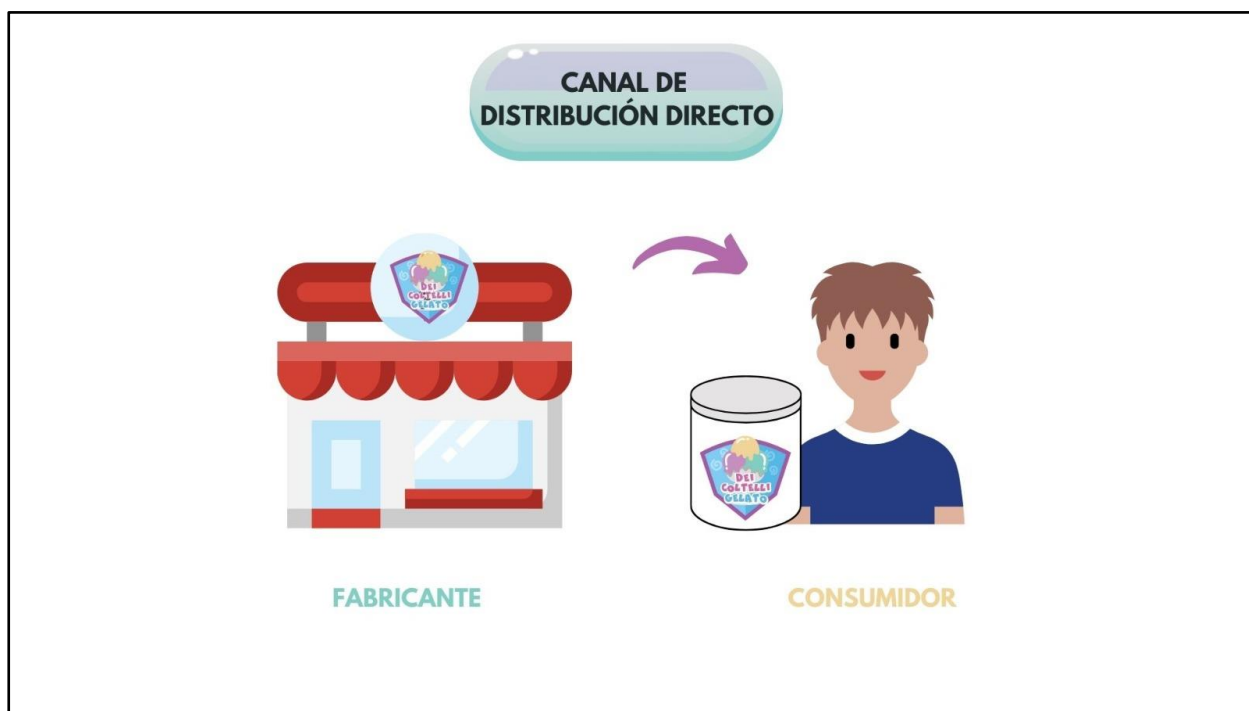 CANAL DE
DISTRIBUCIÓN DIRECTO
DEI
COLTELLI
GELATO
DEI
COLTELLI
GELATO
FABRICANTE
CONSUMIDOR